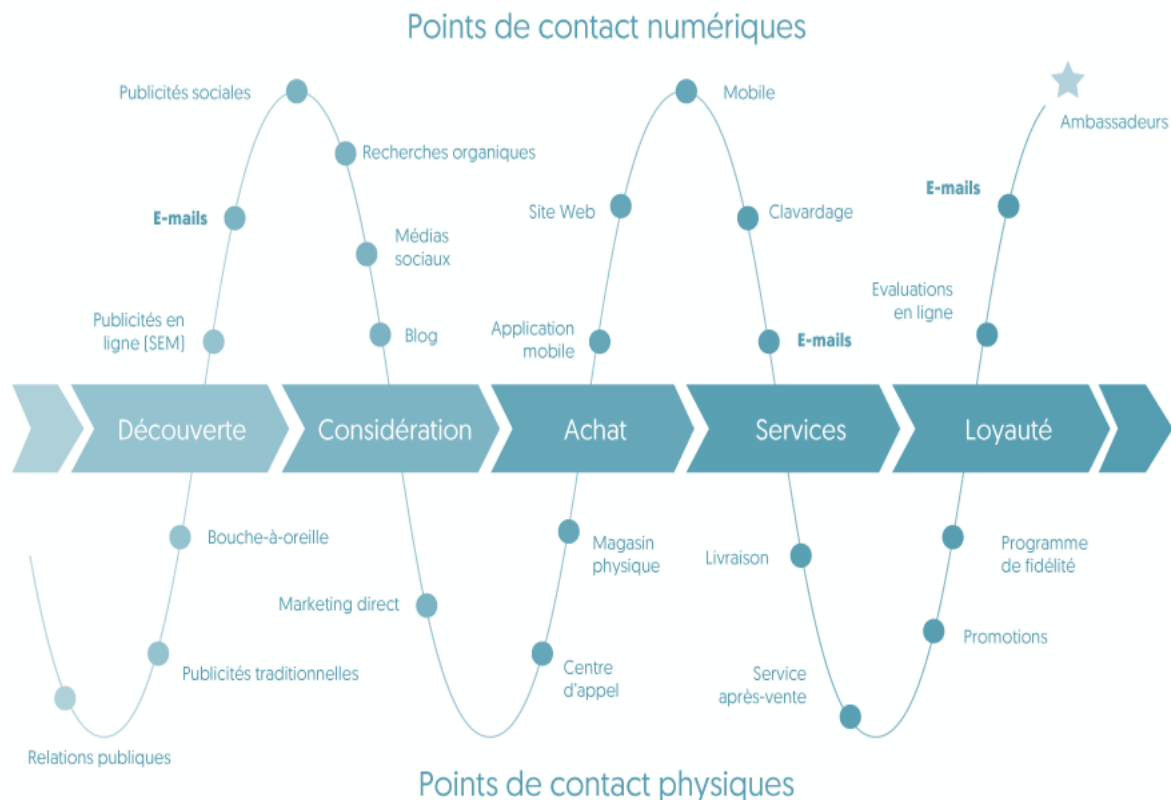 Points de contact numériques
Publicités sociales
Mobile
Ambassadeurs
Recherches organiques
E-mails
E-mails
Site Web
Clavardage
Médias
sociaux
Evaluations
en ligne
Publicités en
ligne (SEM)
Blog
Application
mobile
E-mails
Découverte
Considération
Achat
Services
Loyauté
Bouche-à-oreille
Magasin
physique
Livraison
Programme
de fidélité
Marketing direct
Promotions
Publicités traditionnelles
Centre
d'appel
Service
après-vente
Relations publiques
Points de contact physiques